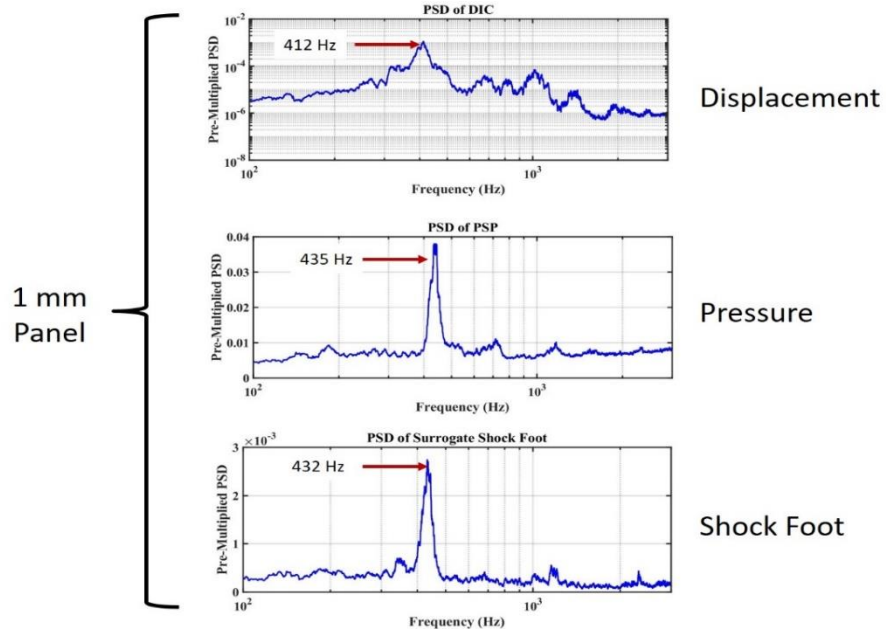 PSD of DIC
10^-2
10^-4
10^-6
10^-8
Pre-Multiplied PSD
412 Hz
10^2
10^3
Frequency (Hz)
Displacement
1 mm
Panel
PSD of PSP
0.04
0.03
0.02
0.01
0
Pre-Multiplied PSD
435 Hz
10^2
10^3
Frequency (Hz)
Pressure
PSD of Surrogate Shock Foot
×10^-3
3
2
1
0
Pre-Multiplied PSD
432 Hz
10^2
10^3
Frequency (Hz)
Shock Foot